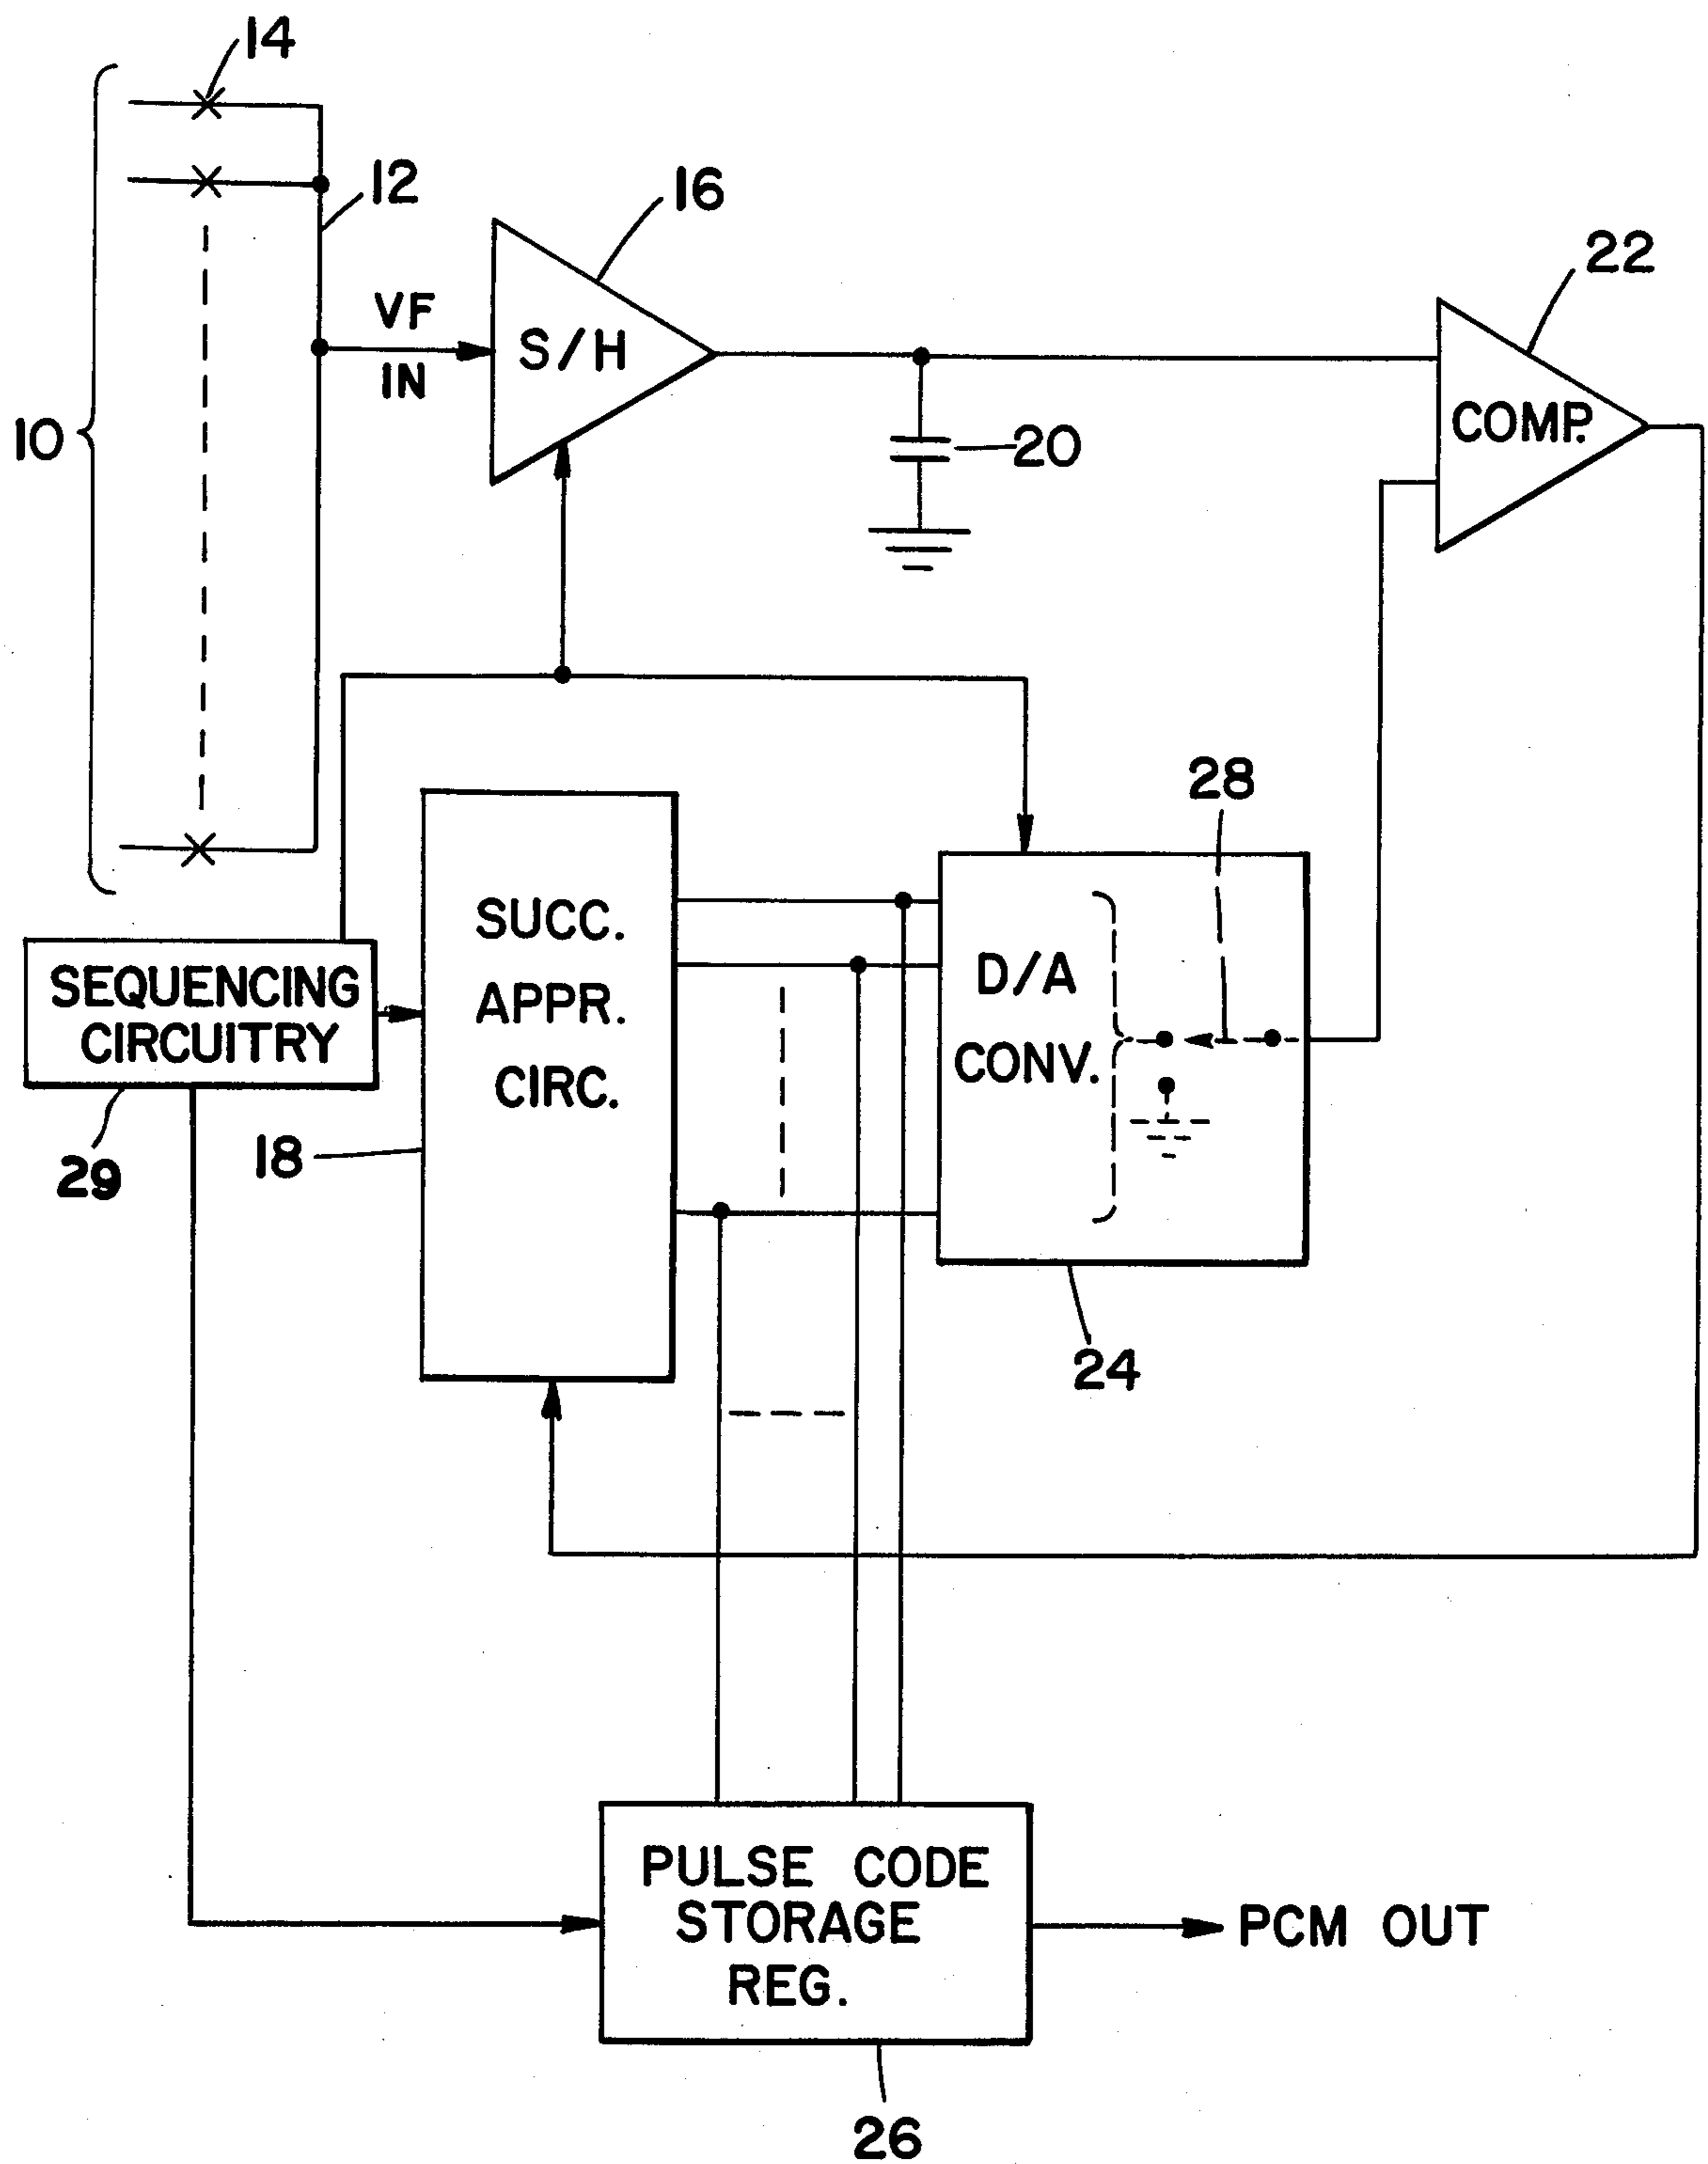 14
12
16
22
VF
IN
S/H
COMP.
10
20
28
SUCC.
APPR.
CIRC.
D/A
CONV.
SEQUENCING
CIRCUITRY
29
18
24
PULSE CODE
STORAGE
REG.
PCM OUT
26